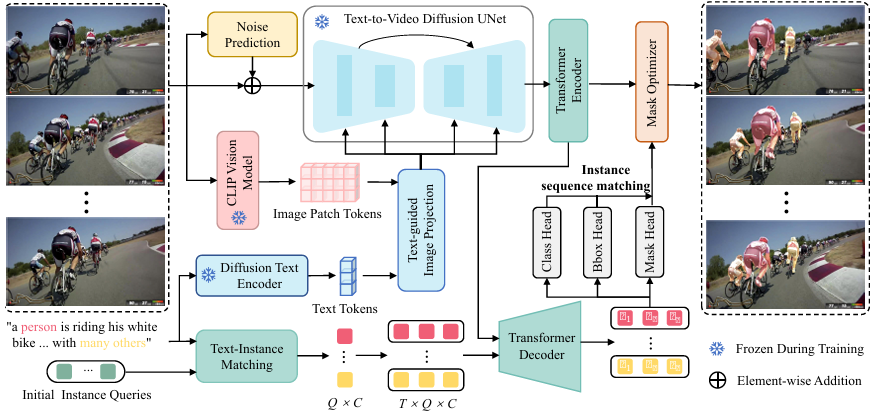 Noise
Prediction
Text-to-Video Diffusion UNet
Transformer
Encoder
Mask Optimizer
CLIP Vision
Model
Image Patch Tokens
Text-guided
Image Projection
Instance
sequence matching
Class Head
Bbox Head
Mask Head
Diffusion Text
Encoder
Text Tokens
"a person is riding his white
bike ... with many others"
Text-Instance
Matching
Transformer
Decoder
Initial Instance Queries
Q × C
T × Q × C
Frozen During Training
Element-wise Addition